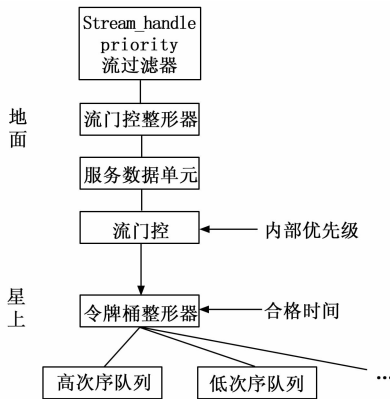 Stream_handle
priority
流过滤器
地面
流门控整形器
服务数据单元
流门控
内部优先级
星上
令牌桶整形器
合格时间
高次序队列
低次序队列
...